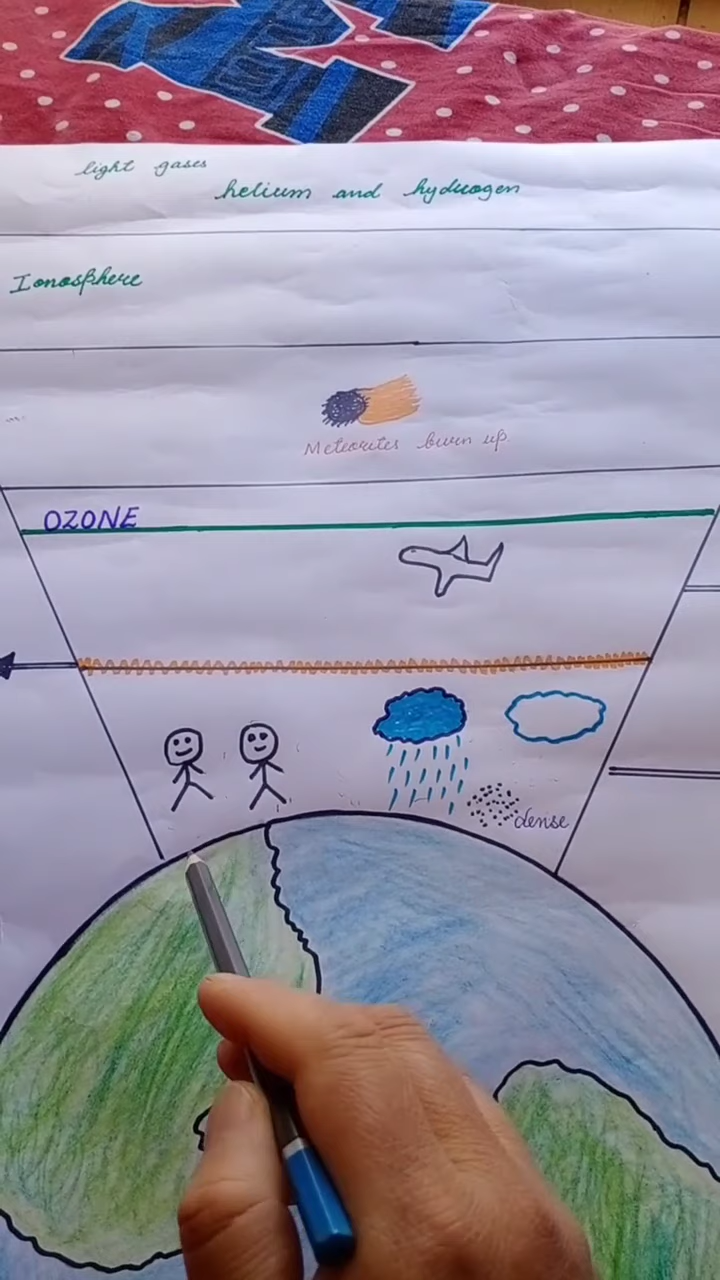 light gases
helium and hydrogen
Ionosphere
Meteorites burn up
OZONE
dense